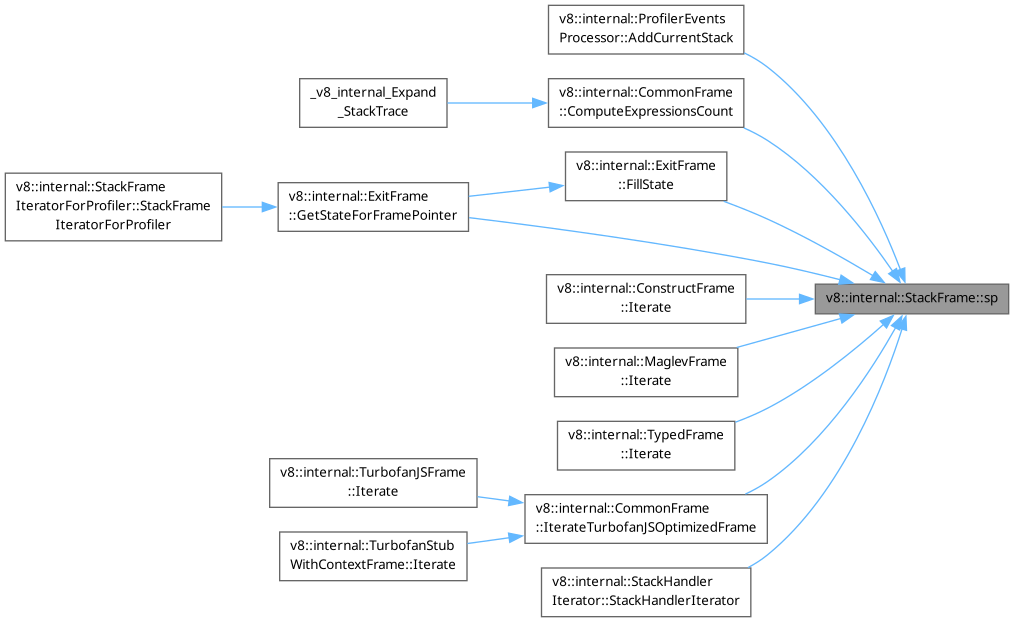 v8::internal::ProfilerEvents
Processor::AddCurrentStack
_v8_internal_Expand
_StackTrace
v8::internal::CommonFrame
::ComputeExpressionsCount
v8::internal::ExitFrame
::FillState
v8::internal::StackFrame
IteratorForProfiler::StackFrame
IteratorForProfiler
v8::internal::ExitFrame
::GetStateForFramePointer
v8::internal::ConstructFrame
::Iterate
v8::internal::StackFrame::sp
v8::internal::MaglevFrame
::Iterate
v8::internal::TypedFrame
::Iterate
v8::internal::TurbofanJSFrame
::Iterate
v8::internal::CommonFrame
::IterateTurbofanJSOptimizedFrame
v8::internal::TurbofanStub
WithContextFrame::Iterate
v8::internal::StackHandler
Iterator::StackHandlerIterator